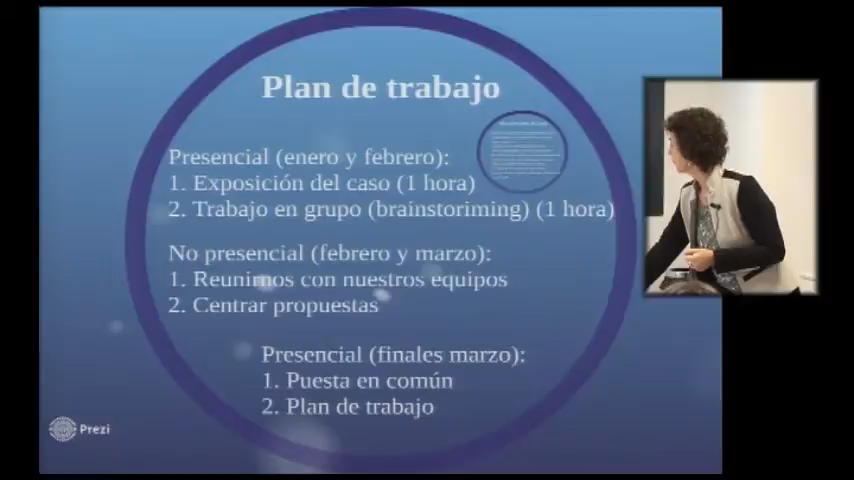 Plan de trabajo
Presencial (enero y febrero):
1. Exposición del caso (1 hora)
2. Trabajo en grupo (brainstoriming) (1 hora)
No presencial (febrero y marzo):
1. Reunirnos con nuestros equipos
2. Centrar propuestas
Presencial (finales marzo):
1. Puesta en común
2. Plan de trabajo
Prezi